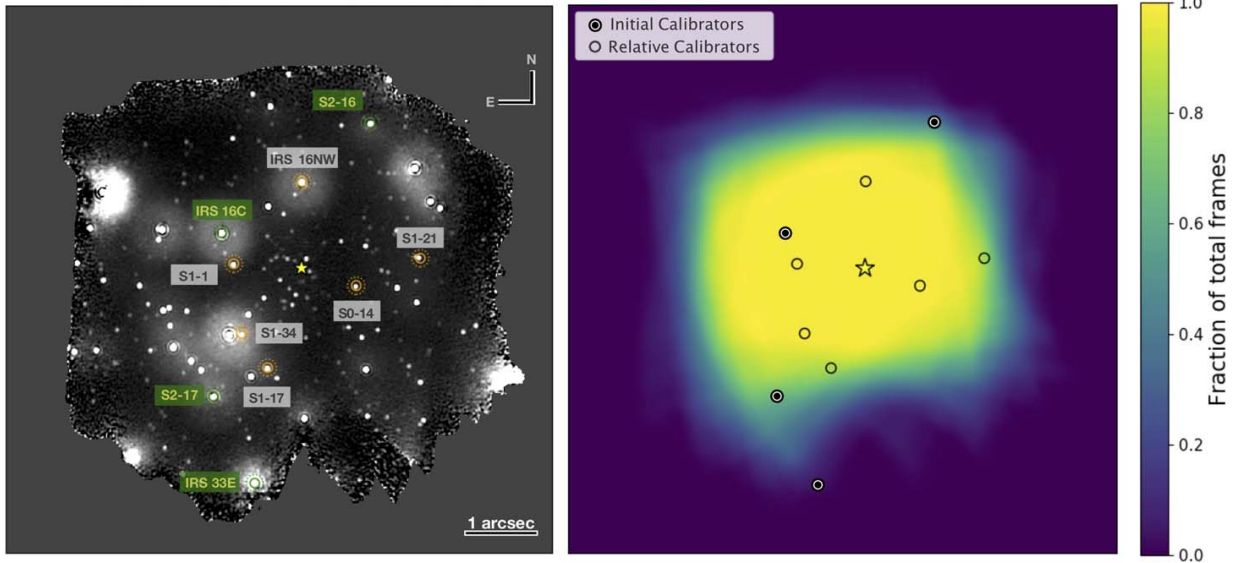 N
E
S2-16
IRS 16NW
IRS 16C
S1-21
S1-1
S0-14
S1-34
S2-17
S1-17
IRS 33E
1 arcsec
Initial Calibrators
Relative Calibrators
1.0
0.8
0.6
0.4
0.2
0.0
Fraction of total frames